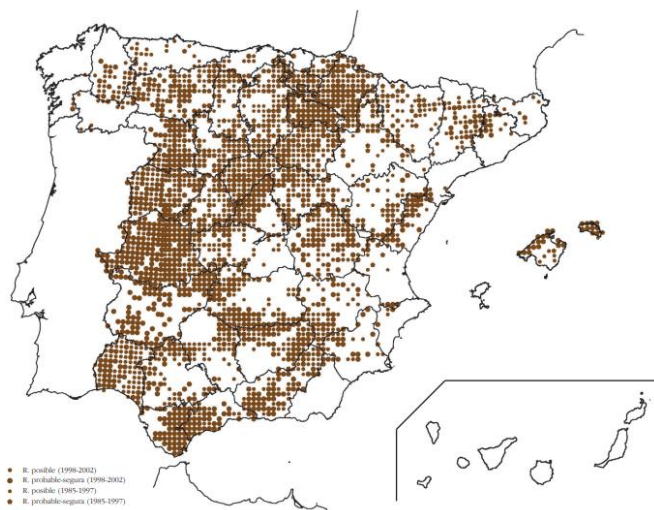 R. posible (1998-2002)
R. probable-segura (1998-2002)
R. posible (1985-1997)
R. probable-segura (1985-1997)